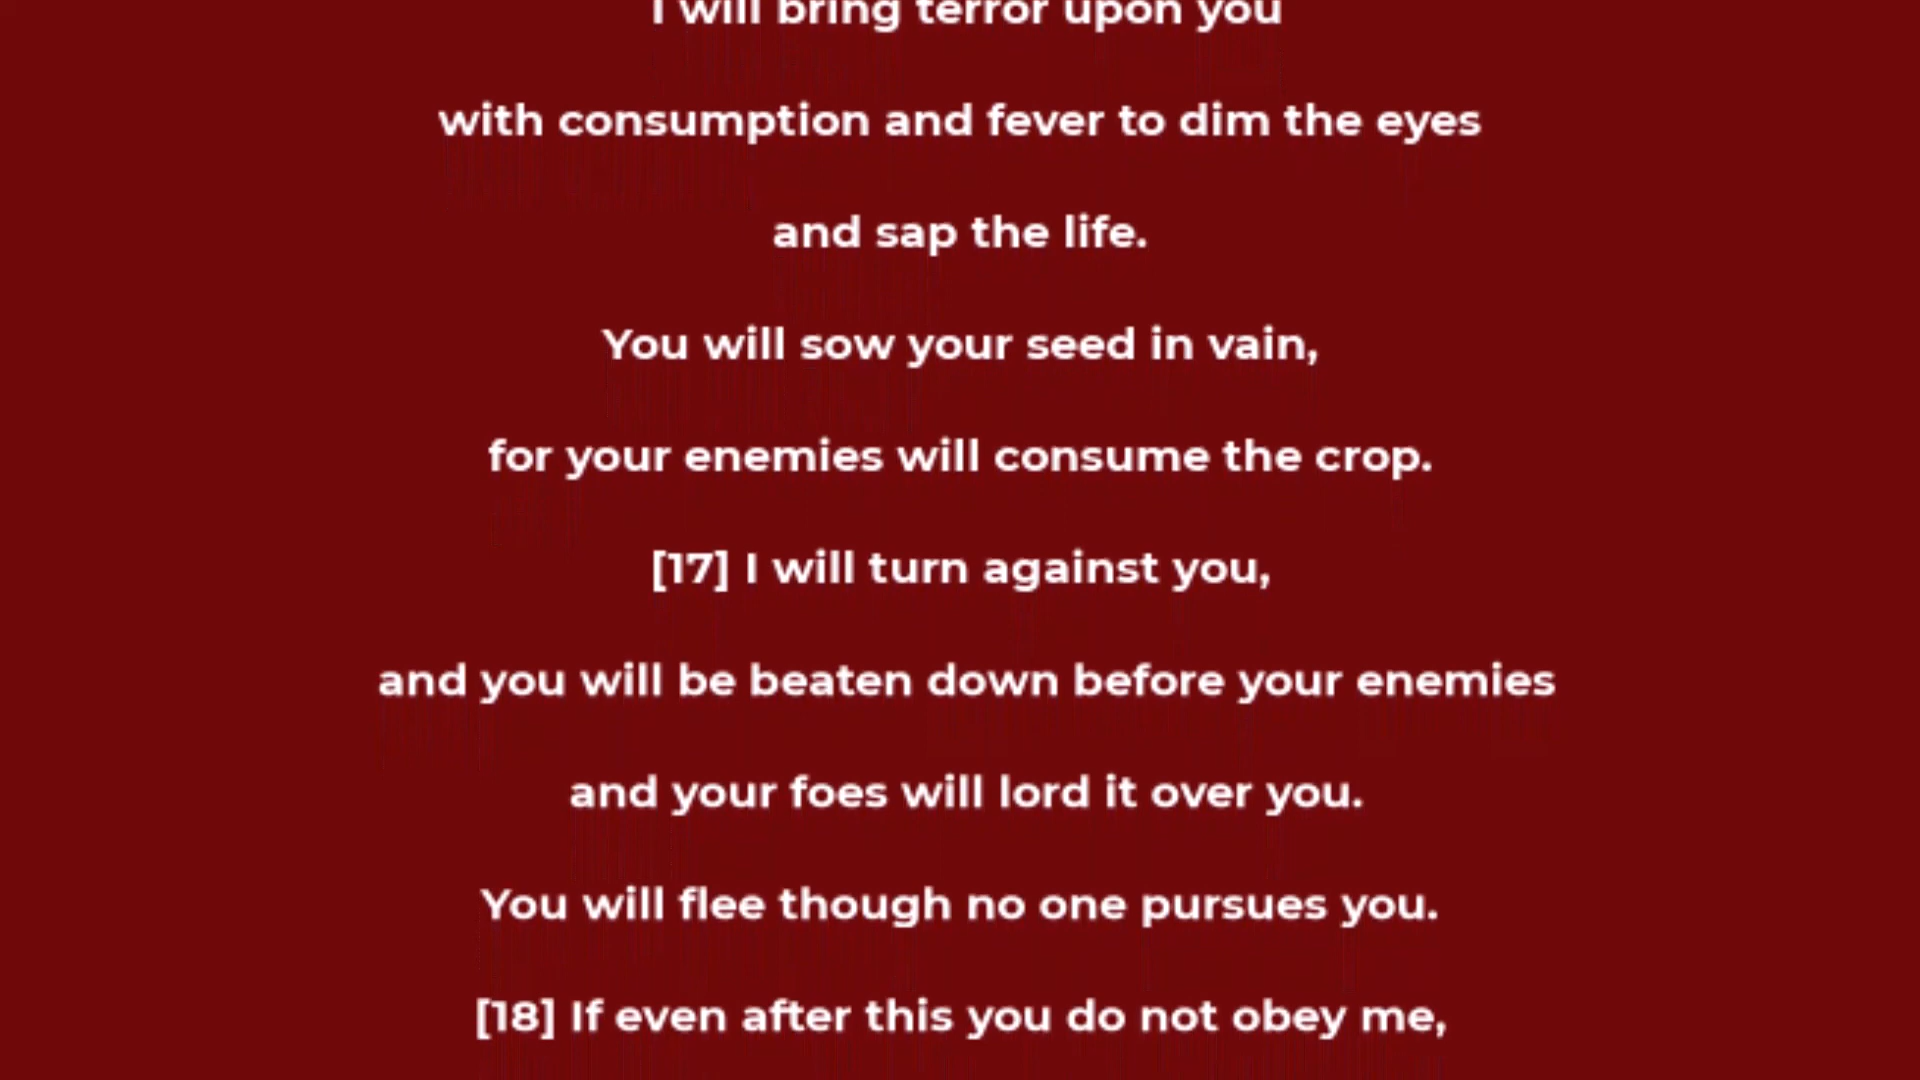 I will bring terror upon you
with consumption and fever to dim the eyes
and sap the life.
You will sow your seed in vain,
for your enemies will consume the crop.
[17] I will turn against you,
and you will be beaten down before your enemies
and your foes will lord it over you.
You will flee though no one pursues you.
[18] If even after this you do not obey me,